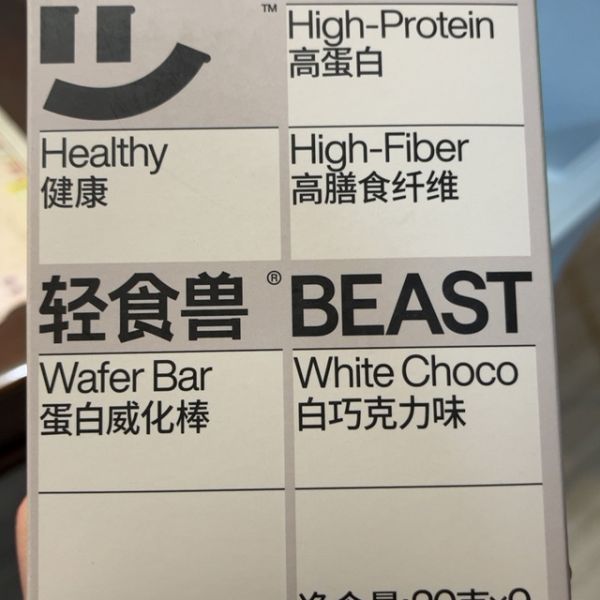 TM
High-Protein
高蛋白
Healthy
健康
High-Fiber
高膳食纤维
轻食兽® BEAST
Wafer Bar
蛋白威化棒
White Choco
白巧克力味